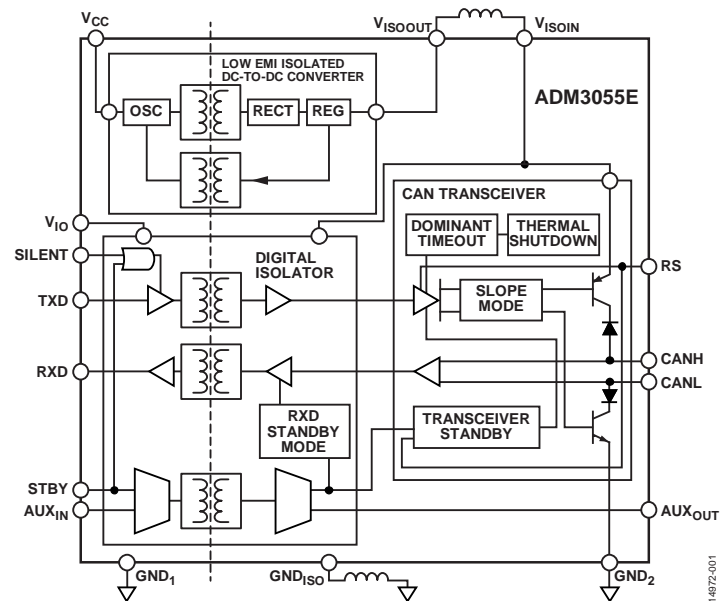 VCC
VISOOUT
VISOIN
LOW EMI ISOLATED
DC-TO-DC CONVERTER
ADM3055E
OSC
RECT
REG
CAN TRANSCEIVER
VIO
DOMINANT
TIMEOUT
THERMAL
SHUTDOWN
SILENT
DIGITAL
ISOLATOR
RS
TXD
SLOPE
MODE
RXD
CANH
CANL
RXD
STANDBY
MODE
TRANSCEIVER
STANDBY
STBY
AUXIN
AUXOUT
GND1
GNDISO
GND2
14972-001